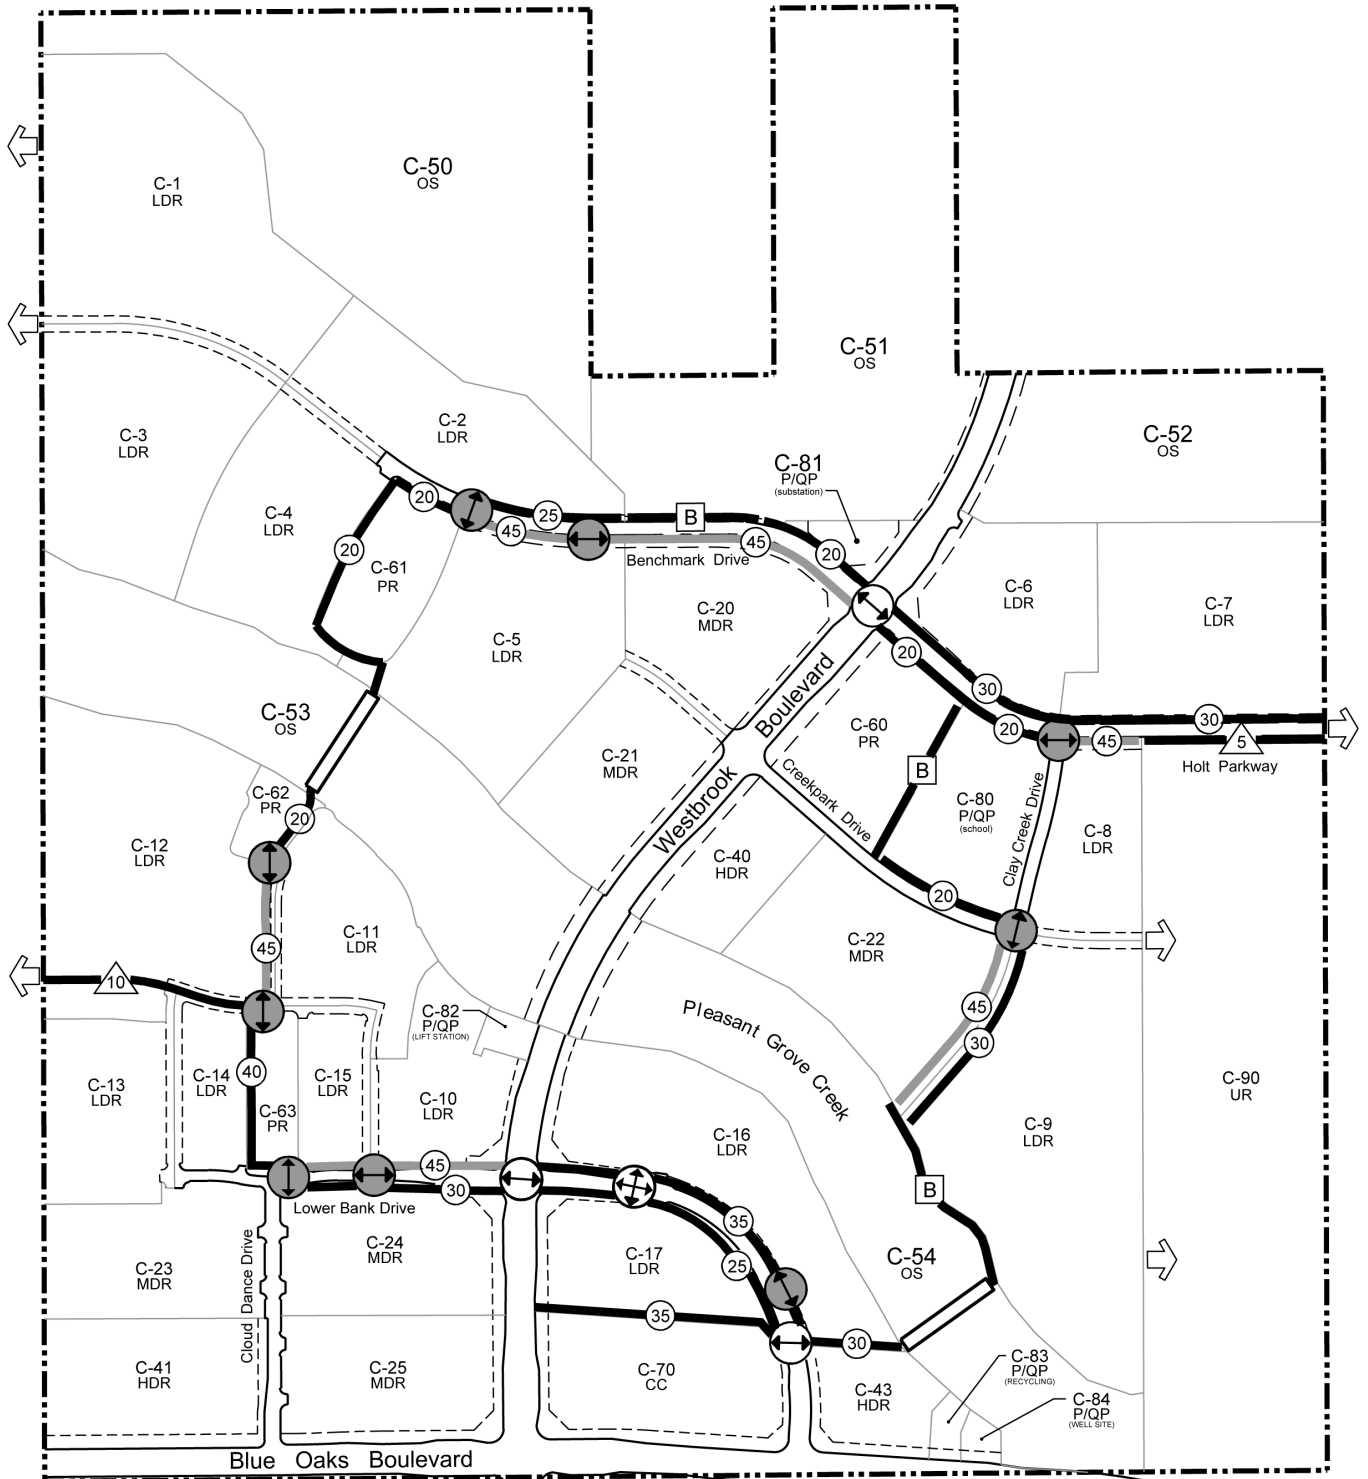 C-50
OS
C-1
LDR
C-51
OS
C-2
LDR
C-3
LDR
C-52
OS
C-81
P/QP
(substation)
C-4
LDR
20
25
B
45
45
20
20
C-61
PR
Benchmark Drive
C-20
MDR
C-6
LDR
C-7
LDR
C-5
LDR
20
30
Boulevard
C-53
OS
C-60
PR
20
45
30
5
Holt Parkway
C-21
MDR
B
C-62
PR
20
Westbrook
Creekpark Drive
C-80
P/QP
(school)
Clay Creek Drive
C-8
LDR
C-12
LDR
C-40
HDR
20
C-11
LDR
45
C-22
MDR
10
C-82
P/QP
(LIFT STATION)
Pleasant Grove Creek
45
30
C-13
LDR
C-14
LDR
40
C-15
LDR
C-63
PR
C-10
LDR
C-90
UR
C-16
LDR
C-9
LDR
45
30
B
Lower Bank Drive
35
C-24
MDR
C-17
LDR
25
C-54
OS
C-23
MDR
Cloud Dance Drive
35
30
C-41
HDR
C-25
MDR
C-70
CC
C-43
HDR
C-83
P/QP
(RECYCLING)
C-84
P/QP
(WELL SITE)
Blue Oaks Boulevard